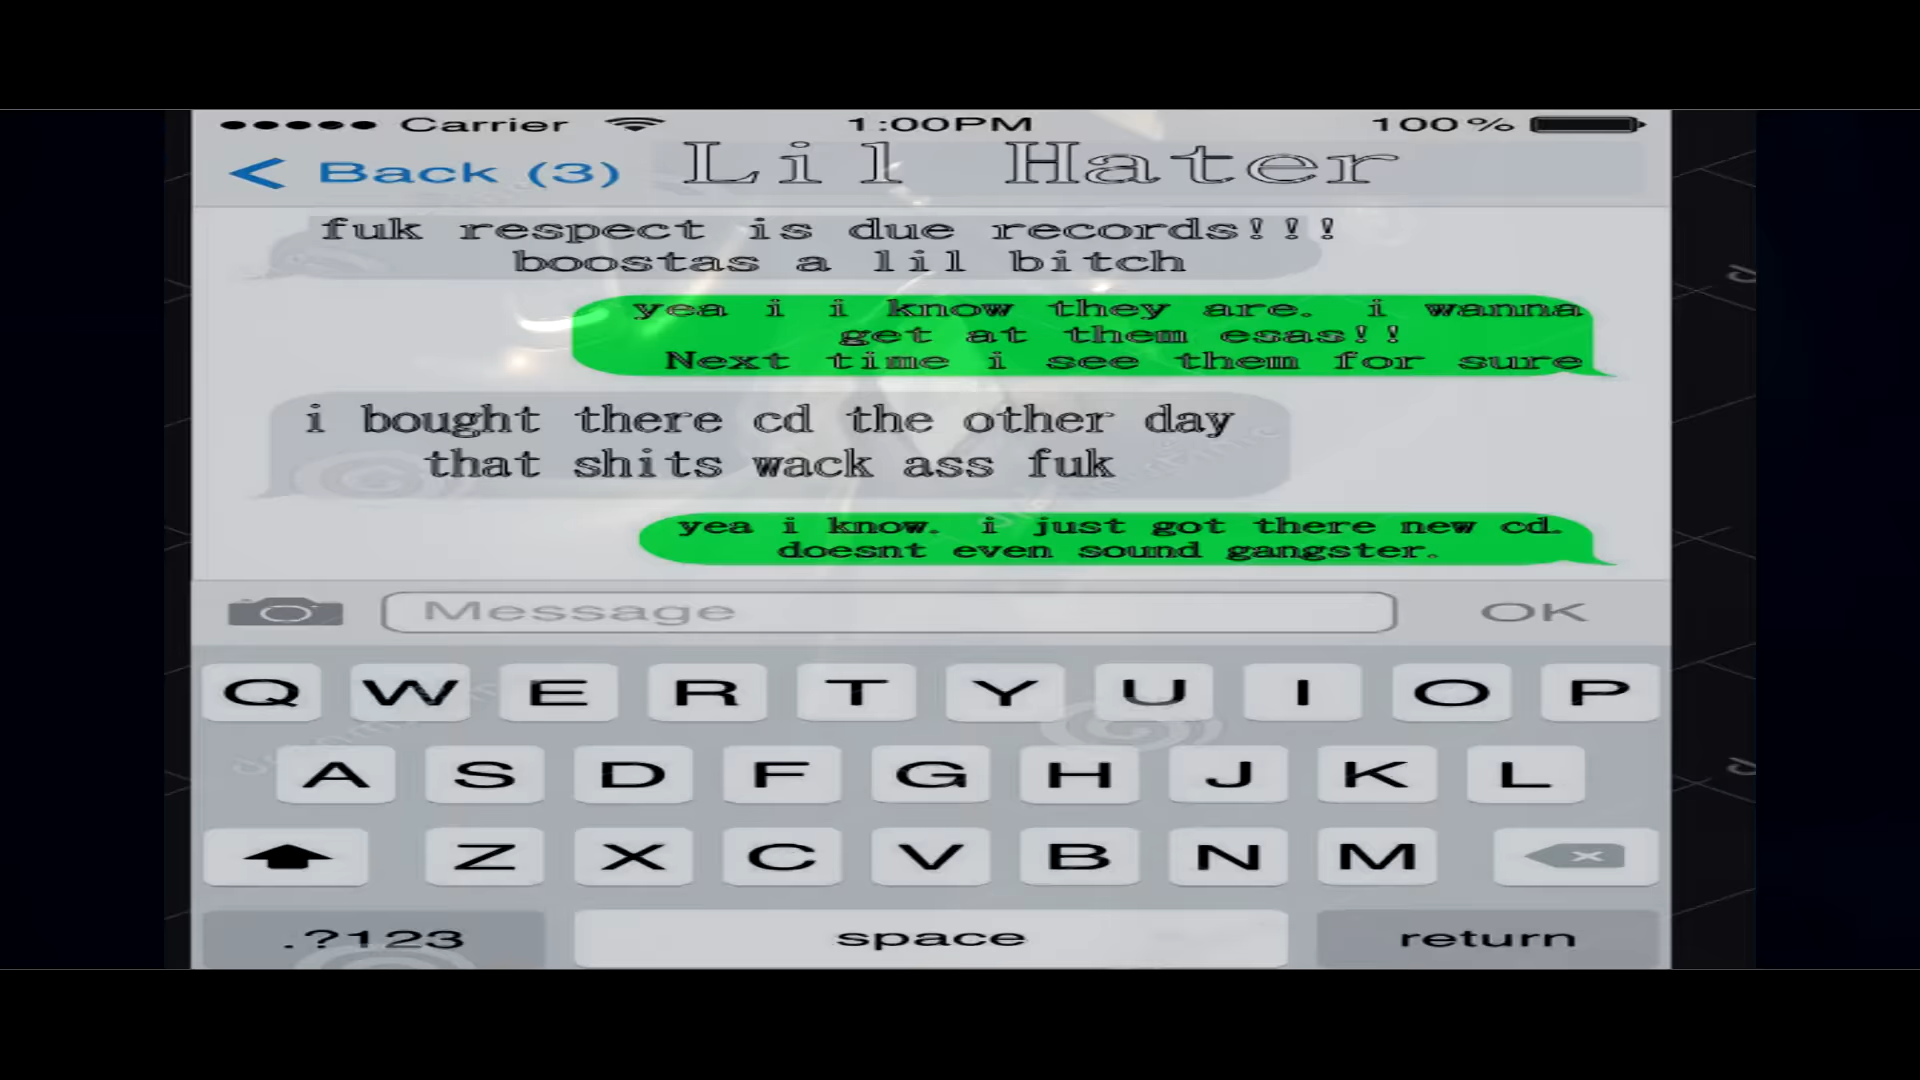 Carrier 1:00PM 100%
Back (3) Lil Hater
fuk respect is due records!!!
boostas a lil bitch
yea i i know they are. i wanna
get at them esas!!
Next time i see them for sure
i bought there cd the other day
that shits wack ass fuk
yea i know. i just got there new cd.
doesnt even sound gangster.
Message OK
Q W E R T Y U I O P
A S D F G H J K L
Z X C V B N M
.?123 space return